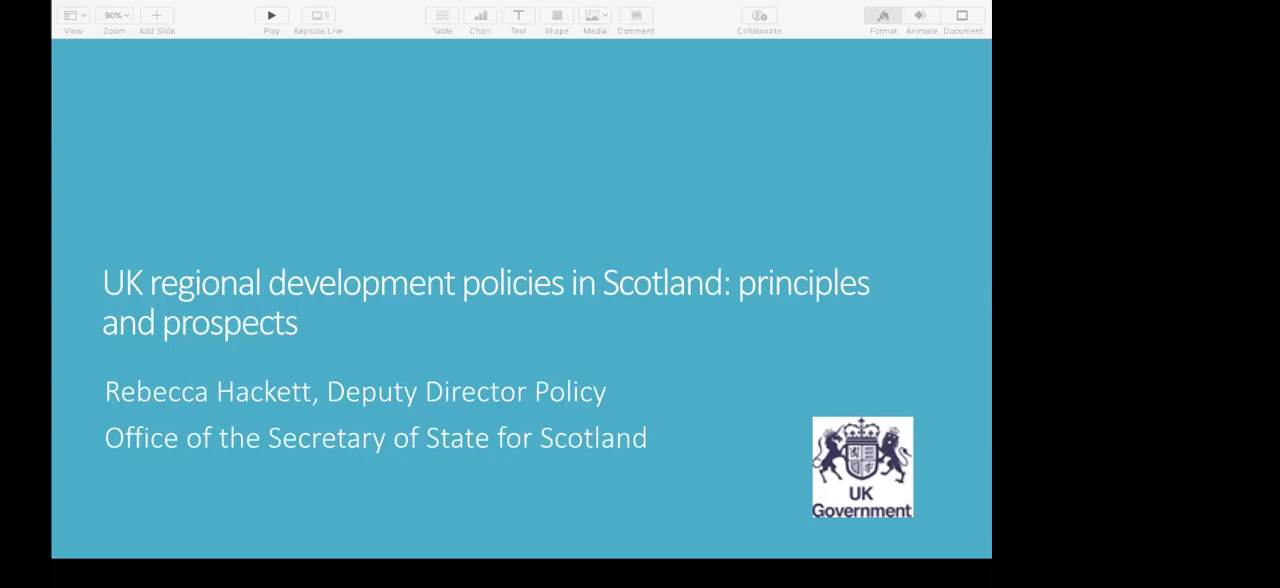 90%
View Zoom Add Slide Play Keynote Live Table Chart Text Shape Media Comment Collaborate Format Animate Document
UK regional development policies in Scotland: principles
and prospects
Rebecca Hackett, Deputy Director Policy
Office of the Secretary of State for Scotland
UK
Government